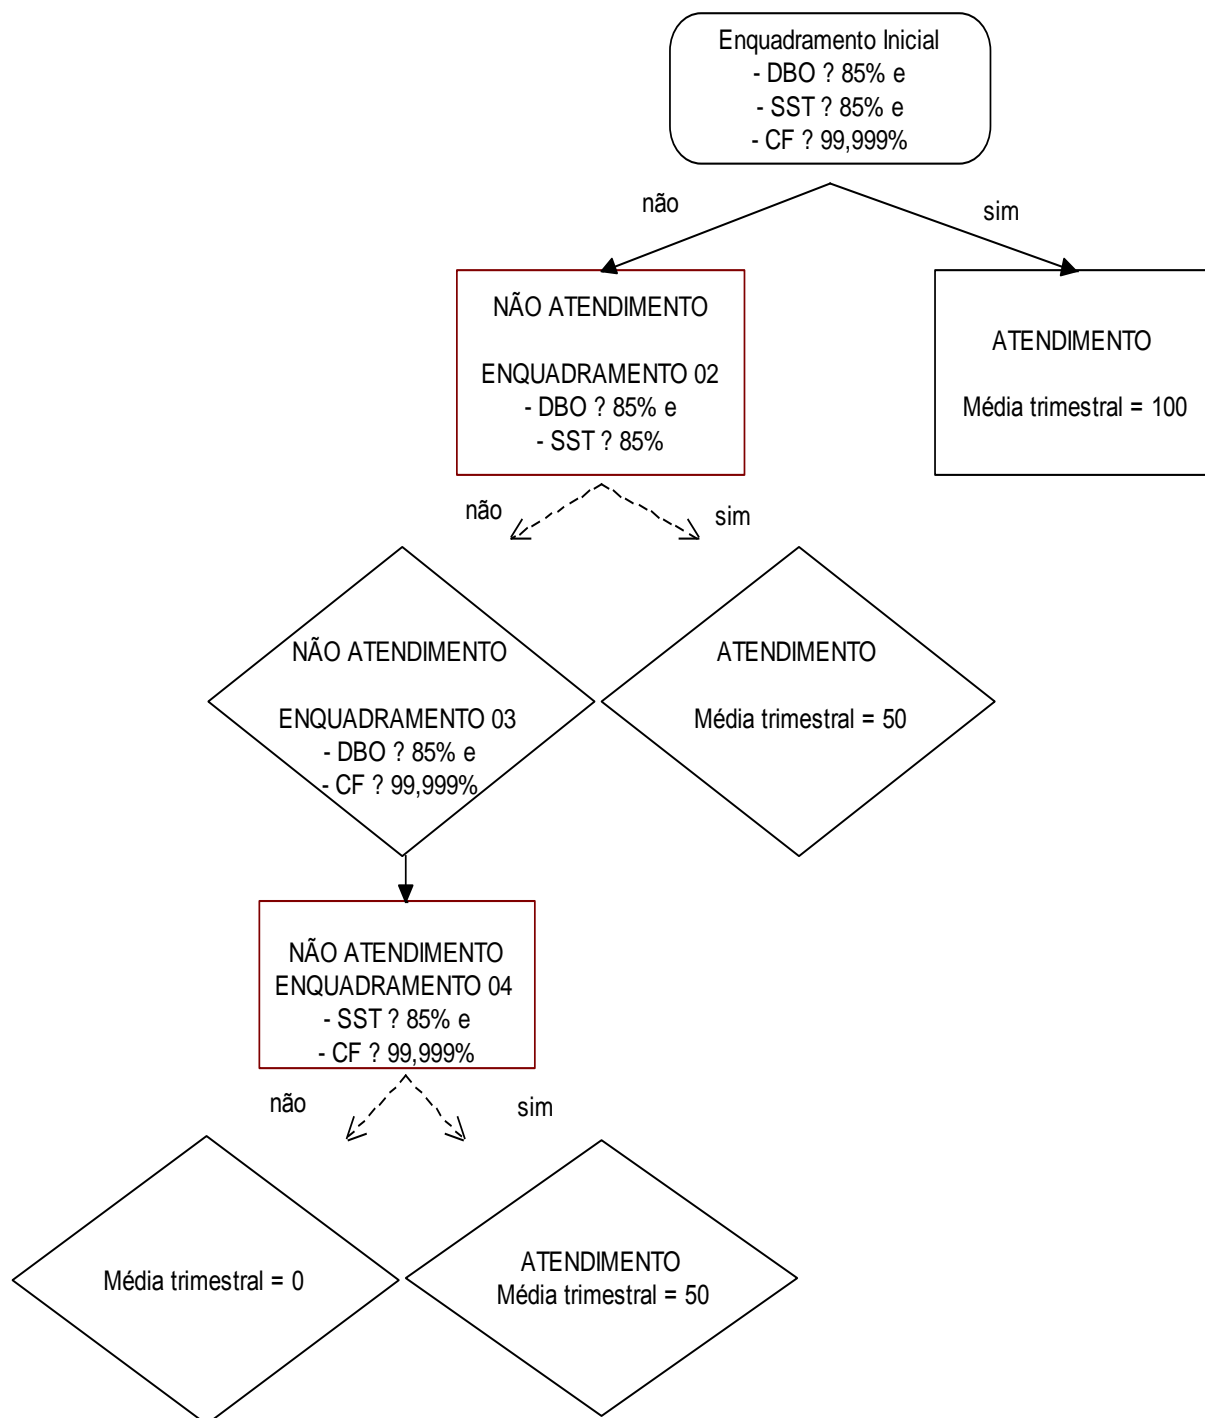 Enquadramento Inicial
- DBO ? 85% e
- SST ? 85% e
- CF ? 99,999%
não
sim
NÃO ATENDIMENTO
ENQUADRAMENTO 02
- DBO ? 85% e
- SST ? 85%
ATENDIMENTO
Média trimestral = 100
não
sim
NÃO ATENDIMENTO
ENQUADRAMENTO 03
- DBO ? 85% e
- CF ? 99,999%
ATENDIMENTO
Média trimestral = 50
NÃO ATENDIMENTO
ENQUADRAMENTO 04
- SST ? 85% e
- CF ? 99,999%
não
sim
Média trimestral = 0
ATENDIMENTO
Média trimestral = 50